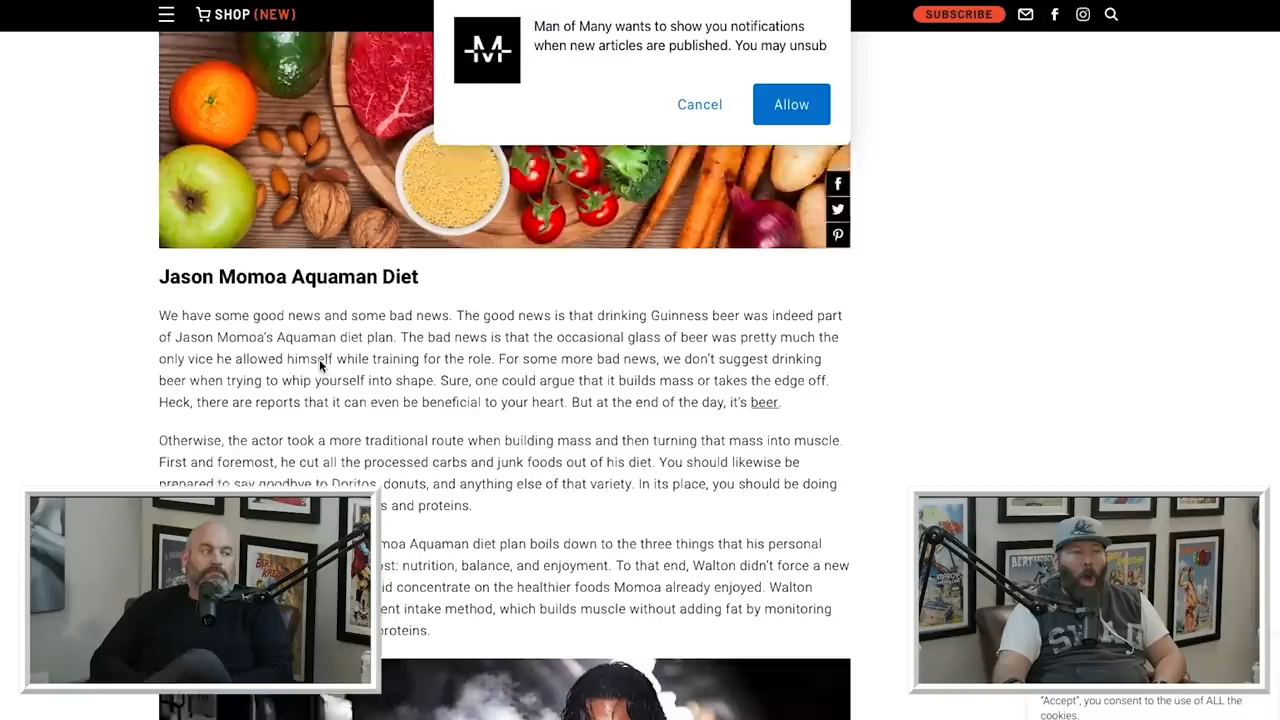 SHOP (NEW)
SUBSCRIBE
Man of Many wants to show you notifications
when new articles are published. You may unsub
Cancel
Allow
Jason Momoa Aquaman Diet
We have some good news and some bad news. The good news is that drinking Guinness beer was indeed part
of Jason Momoa's Aquaman diet plan. The bad news is that the occasional glass of beer was pretty much the
only vice he allowed himself while training for the role. For some more bad news, we don't suggest drinking
beer when trying to whip yourself into shape. Sure, one could argue that it builds mass or takes the edge off.
Heck, there are reports that it can even be beneficial to your heart. But at the end of the day, it's beer.
Otherwise, the actor took a more traditional route when building mass and then turning that mass into muscle.
First and foremost, he cut all the processed carbs and junk foods out of his diet. You should likewise be
prepared to say goodbye to Doritos, donuts, and anything else of that variety. In its place, you should be doing
s and proteins.
moa Aquaman diet plan boils down to the three things that his personal
ost: nutrition, balance, and enjoyment. To that end, Walton didn't force a new
concentrate on the healthier foods Momoa already enjoyed. Walton
ent intake method, which builds muscle without adding fat by monitoring
proteins.
BERT
KREI
IMPROV
BERT
"Accept", you consent to the use of ALL the
cookies.